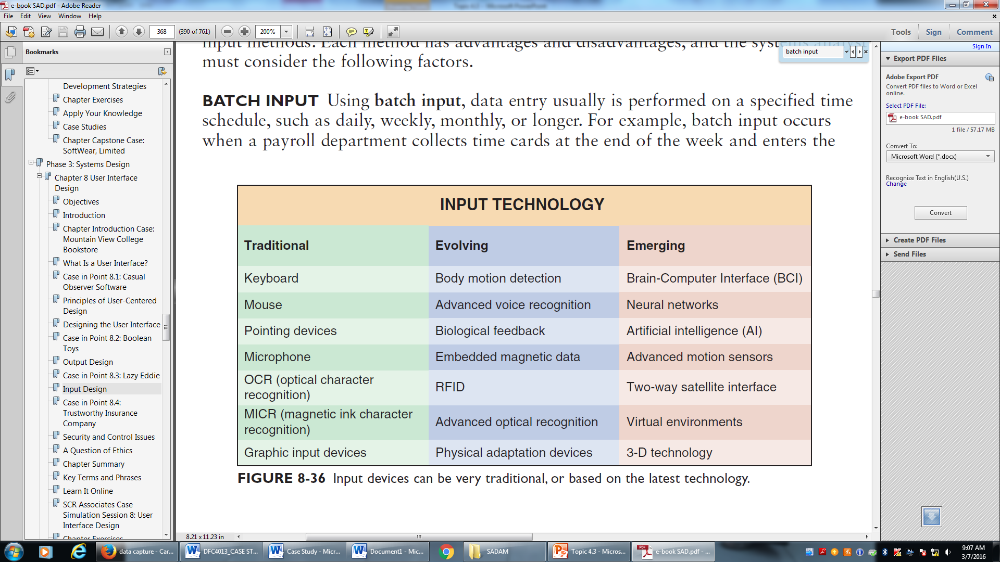 e-book SAD.pdf - Adobe Reader
File Edit View Window Help
368 (390 of 761) 200% Tools Sign Comment
Bookmarks
Development Strategies
Chapter Exercises
Apply Your Knowledge
Case Studies
Chapter Capstone Case:
SoftWear, Limited
Phase 3: Systems Design
Chapter 8 User Interface
Design
Objectives
Introduction
Chapter Introduction Case:
Mountain View College
Bookstore
What Is a User Interface?
Case in Point 8.1: Casual
Observer Software
Principles of User-Centered
Design
Designing the User Interface
Case in Point 8.2: Boolean
Toys
Output Design
Case in Point 8.3: Lazy Eddie
Input Design
Case in Point 8.4:
Trustworthy Insurance
Company
Security and Control Issues
A Question of Ethics
Chapter Summary
Key Terms and Phrases
Learn It Online
SCR Associates Case
Simulation Session 8: User
Interface Design
Chapter Exercises
input methods. Each method has advantages and disadvantages, and the systems analyst
must consider the following factors.
batch input
BATCH INPUT Using batch input, data entry usually is performed on a specified time
schedule, such as daily, weekly, monthly, or longer. For example, batch input occurs
when a payroll department collects time cards at the end of the week and enters the
INPUT TECHNOLOGY
Traditional Evolving Emerging
Keyboard Body motion detection Brain-Computer Interface (BCI)
Mouse Advanced voice recognition Neural networks
Pointing devices Biological feedback Artificial intelligence (AI)
Microphone Embedded magnetic data Advanced motion sensors
OCR (optical character
recognition) RFID Two-way satellite interface
MICR (magnetic ink character
recognition) Advanced optical recognition Virtual environments
Graphic input devices Physical adaptation devices 3-D technology
FIGURE 8-36 Input devices can be very traditional, or based on the latest technology.
8.21 x 11.23 in
Sign In
Export PDF Files
Adobe Export PDF
Convert PDF files to Word or Excel
online.
Select PDF File:
e-book SAD.pdf
1 file / 57.17 MB
Convert To:
Microsoft Word (*.docx)
Recognize Text in English(U.S.)
Change
Convert
Create PDF Files
Send Files
data capture - Car... DFC4013_CASE ST... Case Study - Micr... Document1 - Mic... SADAM Topic 4.3 - Micros... e-book SAD.pdf - ...
9:07 AM
3/7/2016